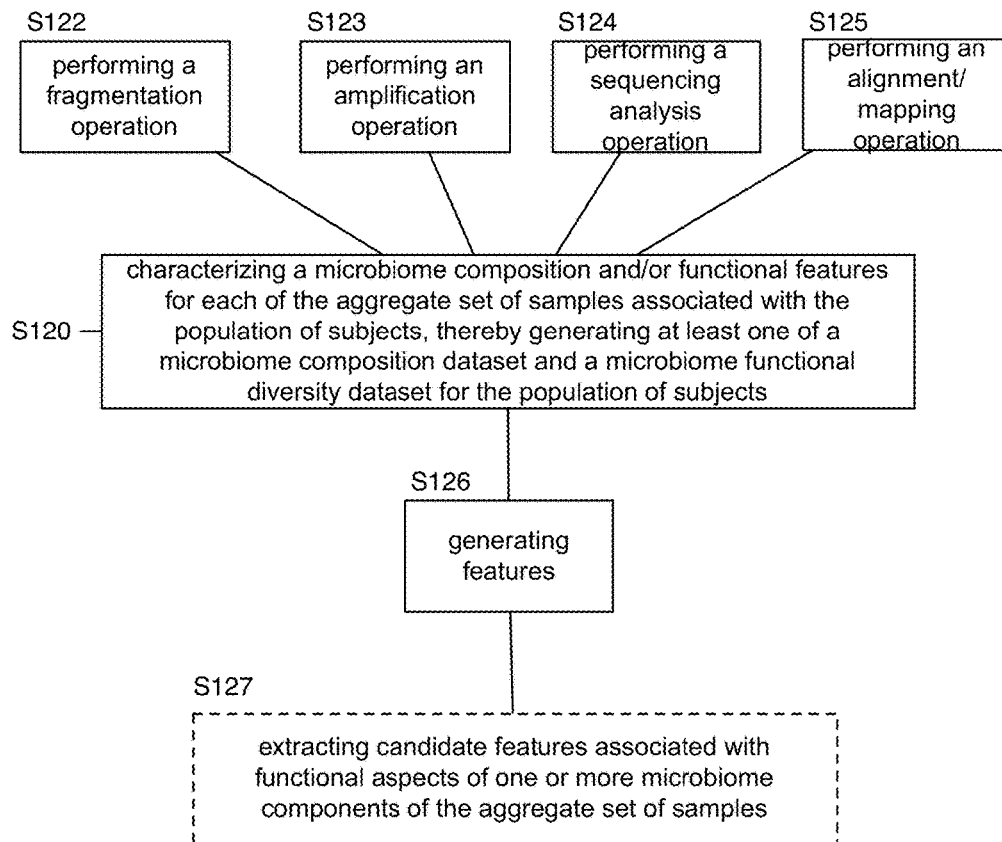 S122
performing a
fragmentation
operation
S123
performing an
amplification
operation
S124
performing a
sequencing
analysis
operation
S125
performing an
alignment/
mapping
operation
S120
characterizing a microbiome composition and/or functional features
for each of the aggregate set of samples associated with the
population of subjects, thereby generating at least one of a
microbiome composition dataset and a microbiome functional
diversity dataset for the population of subjects
S126
generating
features
S127
extracting candidate features associated with
functional aspects of one or more microbiome
components of the aggregate set of samples